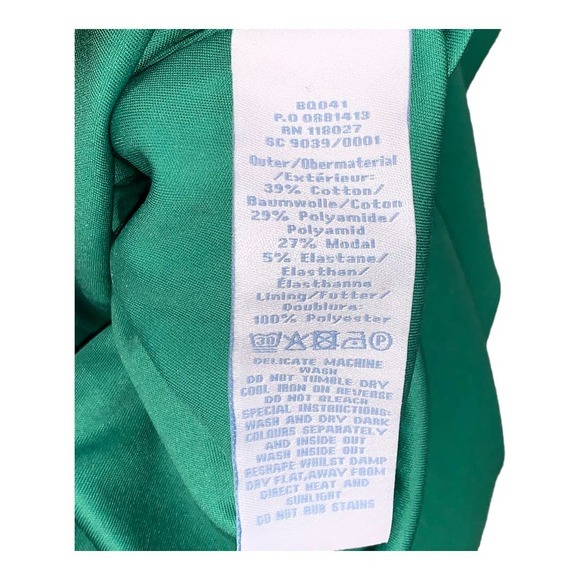 BQ041
P.O 0881413
RN 118027
SC 9039/0001
Outer/Obermaterial
/Extérieur:
39% Cotton/
Baumwolle/Coton
29% Polyamide/
Polyamid
27% Modal
5% Elastane/
Elasthan/
Élasthanne
Lining/Futter/
Doublure:
100% Polyester
30 P
DELICATE MACHINE
WASH
DO NOT TUMBLE DRY
COOL IRON ON REVERSE
DO NOT BLEACH
SPECIAL INSTRUCTIONS:
WASH AND DRY DARK
COLOURS SEPARATELY
AND INSIDE OUT
WASH INSIDE OUT
RESHAPE WHILST DAMP
DRY FLAT,AWAY FROM
DIRECT HEAT AND
SUNLIGHT
DO NOT RUB STAINS